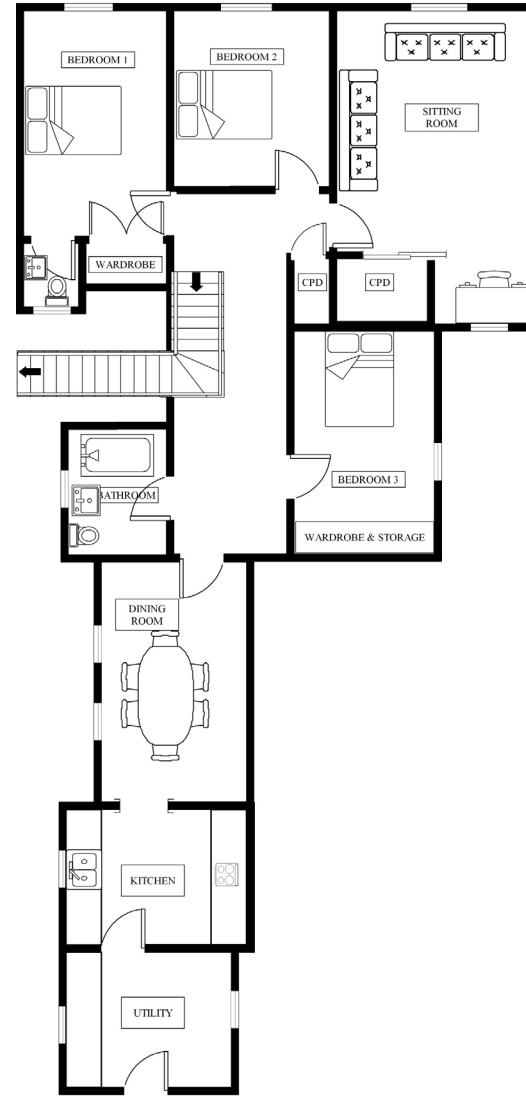 BEDROOM 1
BEDROOM 2
SITTING
ROOM
WARDROBE
CPD
CPD
BATHROOM
BEDROOM 3
WARDROBE & STORAGE
DINING
ROOM
KITCHEN
UTILITY